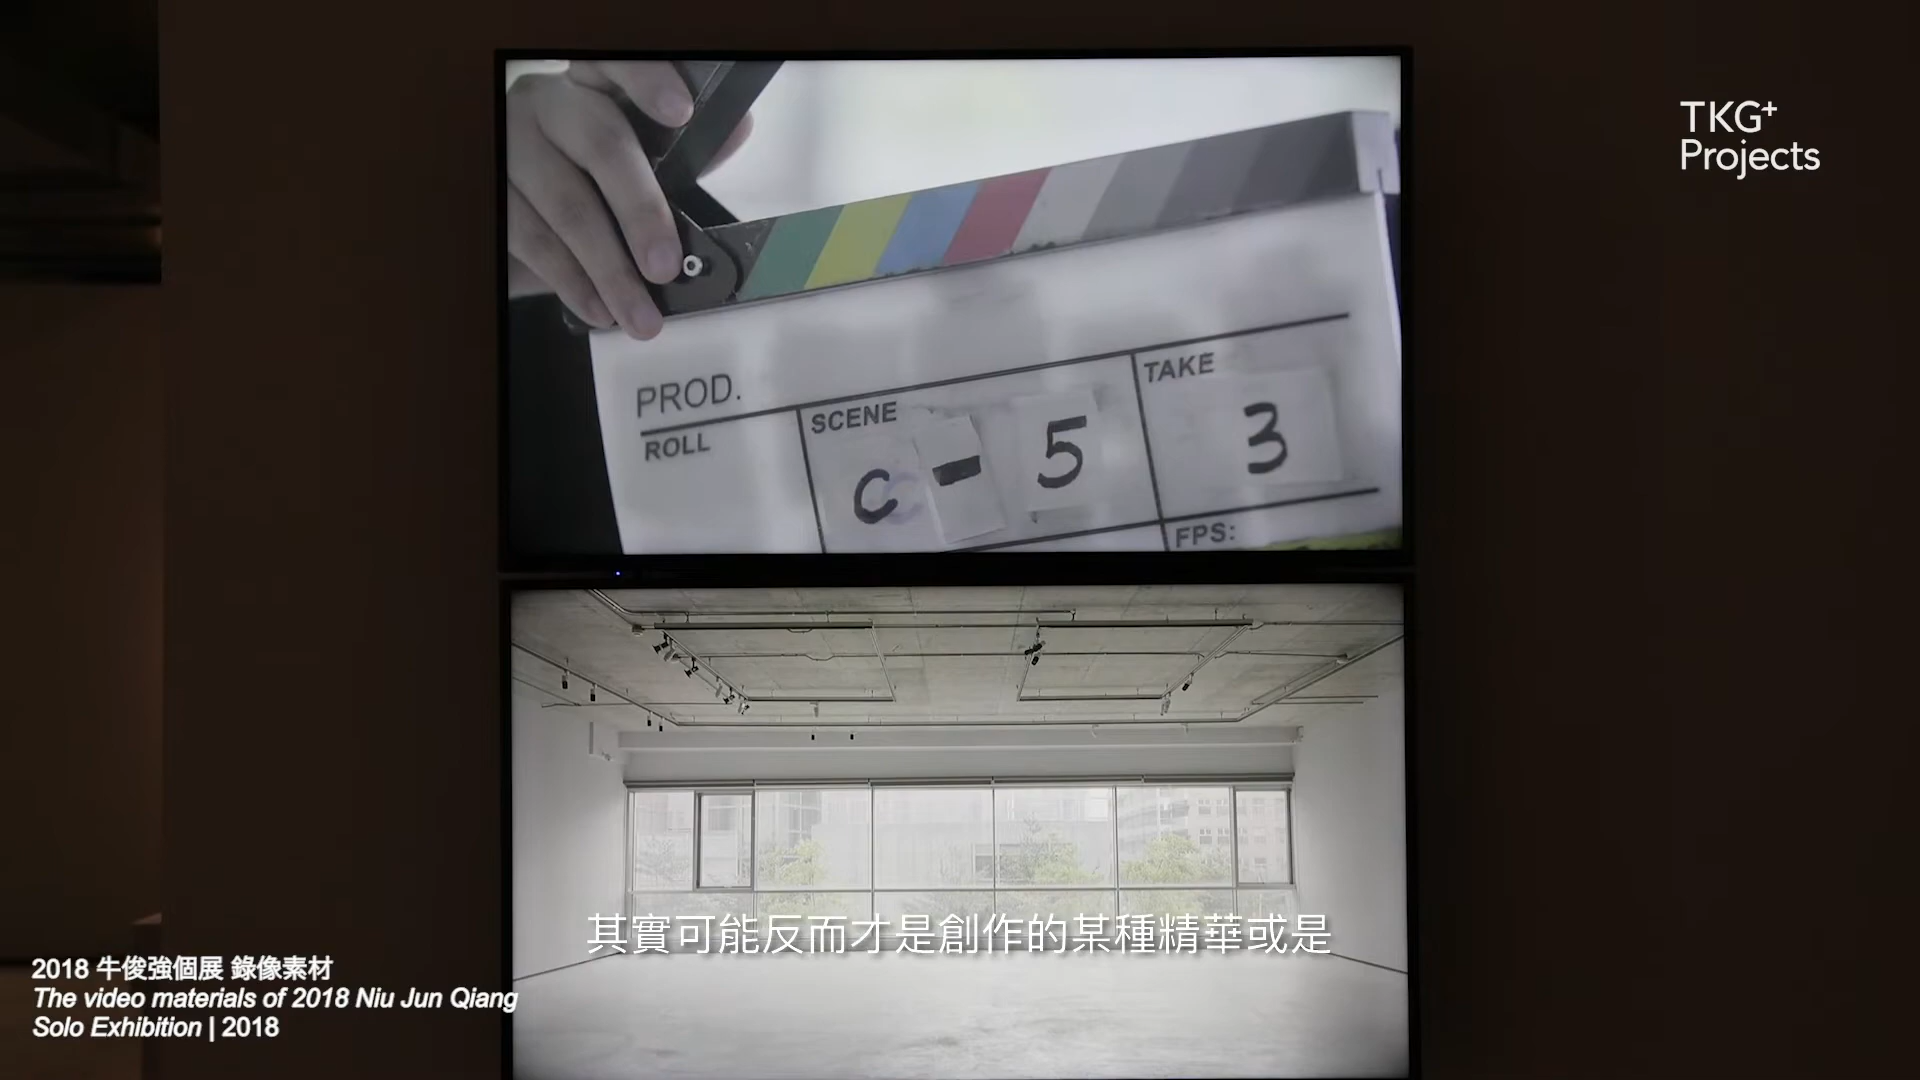 TKG+
Projects
PROD.
ROLL
SCENE
C - 5
TAKE
3
FPS:
其實可能反而才是創作的某種精華或是
2018 牛俊強個展 錄像素材
The video materials of 2018 Niu Jun Qiang
Solo Exhibition | 2018